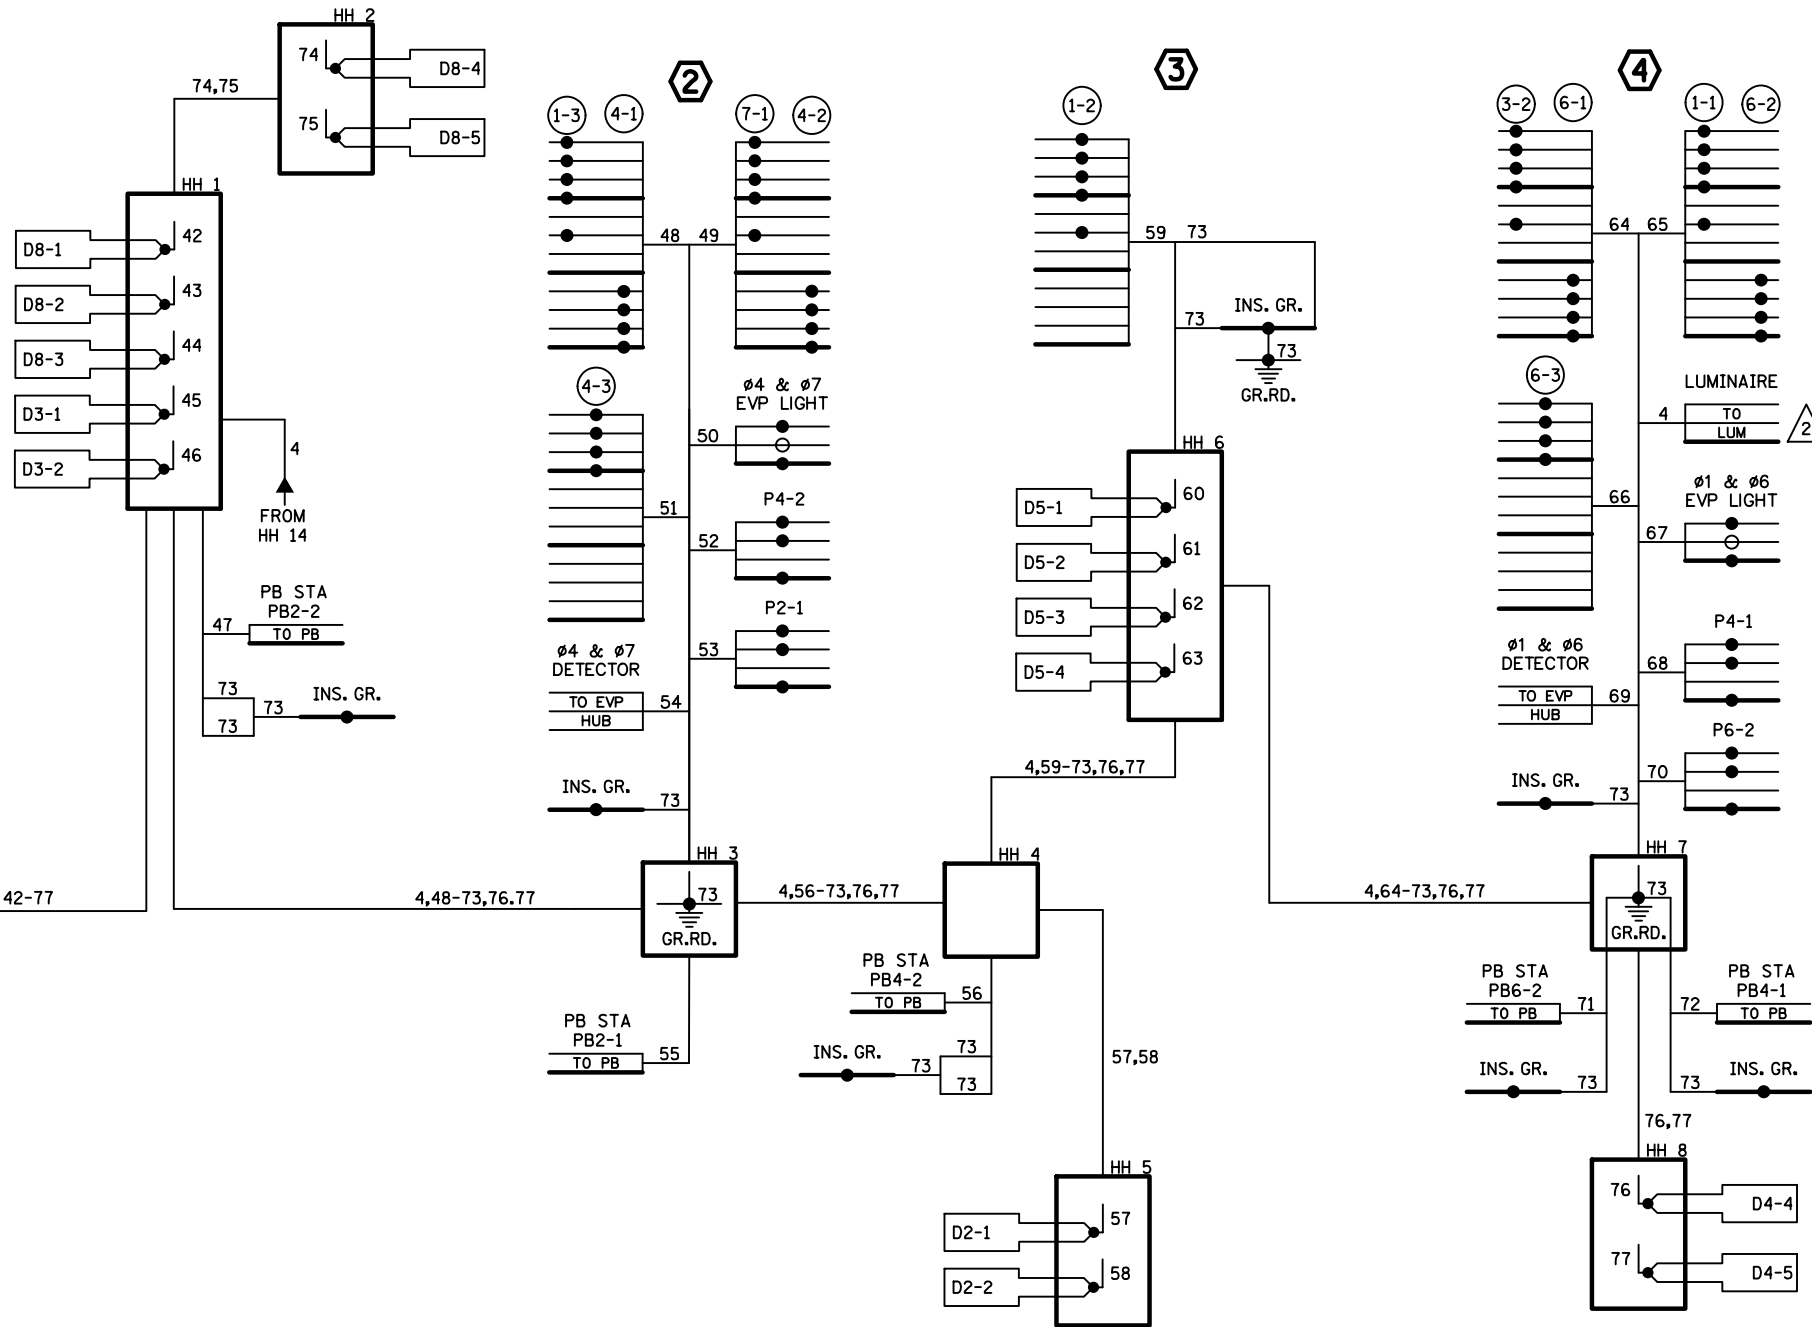 HH 2
74
D8-4
75
D8-5
74,75
HH 1
D8-1
42
D8-2
43
D8-3
44
D3-1
45
D3-2
46
4
FROM
HH 14
PB STA
PB2-2
47
TO PB
73
73
73
INS. GR.
42-77
4,48-73,76.77
2
1-3
4-1
7-1
4-2
48
49
4-3
ø4 & ø7
EVP LIGHT
50
51
P4-2
52
P2-1
53
ø4 & ø7
DETECTOR
TO EVP
HUB
54
INS. GR.
73
HH 3
73
GR.RD.
PB STA
PB2-1
TO PB
55
4,56-73,76,77
3
1-2
59
73
INS. GR.
73
73
GR.RD.
HH 6
D5-1
60
D5-2
61
D5-3
62
D5-4
63
4,59-73,76,77
HH 4
PB STA
PB4-2
TO PB
56
INS. GR.
73
73
73
57,58
HH 5
D2-1
57
D2-2
58
4,64-73,76,77
4
3-2
6-1
1-1
6-2
64
65
6-3
LUMINAIRE
4
TO
LUM
2
66
ø1 & ø6
EVP LIGHT
67
P4-1
68
ø1 & ø6
DETECTOR
TO EVP
HUB
69
P6-2
70
INS. GR.
73
HH 7
73
GR.RD.
PB STA
PB6-2
TO PB
71
PB STA
PB4-1
72
TO PB
INS. GR.
73
73
INS. GR.
76,77
HH 8
76
D4-4
77
D4-5